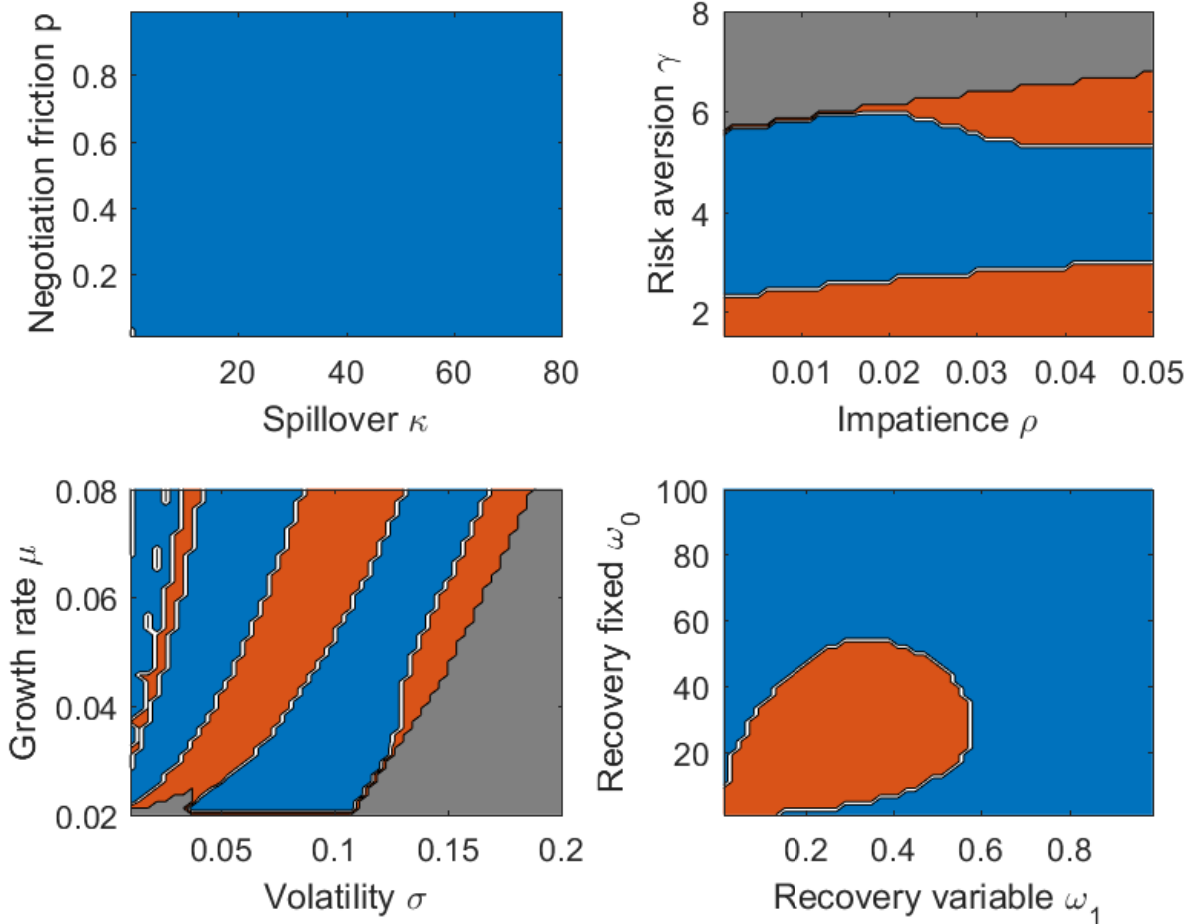 Negotiation friction p
0.8
0.6
0.4
0.2
20 40 60 80
Spillover κ
Risk aversion γ
8
6
4
2
0.01 0.02 0.03 0.04 0.05
Impatience ρ
Growth rate μ
0.08
0.06
0.04
0.02
0.05 0.1 0.15 0.2
Volatility σ
Recovery fixed ω0
100
80
60
40
20
0.2 0.4 0.6 0.8
Recovery variable ω1